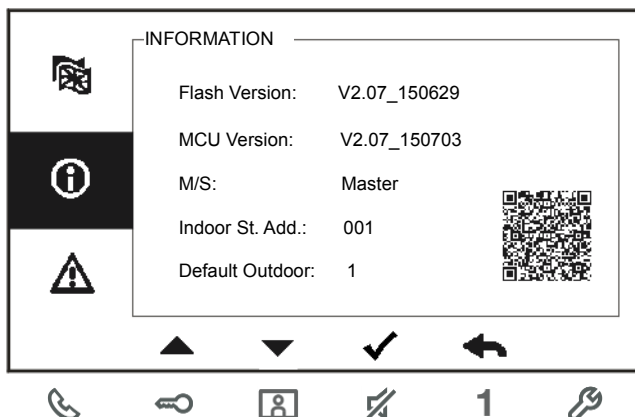 INFORMATION
Flash Version: V2.07_150629
MCU Version: V2.07_150703
M/S: Master
Indoor St. Add.: 001
Default Outdoor: 1
1